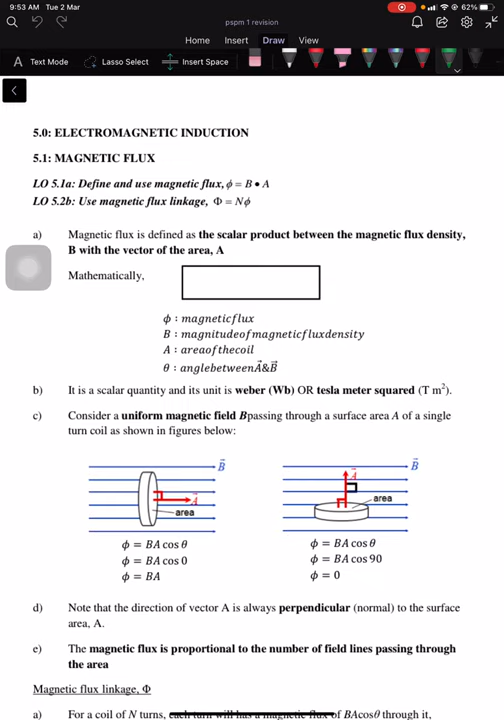 9:53 AM Tue 2 Mar
62%
pspm 1 revision
Home Insert Draw View
A Text Mode Lasso Select Insert Space
5.0: ELECTROMAGNETIC INDUCTION
5.1: MAGNETIC FLUX
LO 5.1a: Define and use magnetic flux, ϕ = B • A
LO 5.2b: Use magnetic flux linkage, Φ = Nϕ
a) Magnetic flux is defined as the scalar product between the magnetic flux density,
B with the vector of the area, A
Mathematically,
ϕ : magneticflux
B : magnitudeofmagneticfluxdensity
A : areaofthecoil
θ : anglebetweenA⃗&B⃗
b) It is a scalar quantity and its unit is weber (Wb) OR tesla meter squared (T m²).
c) Consider a uniform magnetic field Bpassing through a surface area A of a single
turn coil as shown in figures below:
B⃗
A⃗
area
ϕ = BA cos θ
ϕ = BA cos 0
ϕ = BA
B⃗
A⃗
area
ϕ = BA cos θ
ϕ = BA cos 90
ϕ = 0
d) Note that the direction of vector A is always perpendicular (normal) to the surface
area, A.
e) The magnetic flux is proportional to the number of field lines passing through
the area
Magnetic flux linkage, Φ
a) For a coil of N turns, each turn will has a magnetic flux of BAcosθ through it,